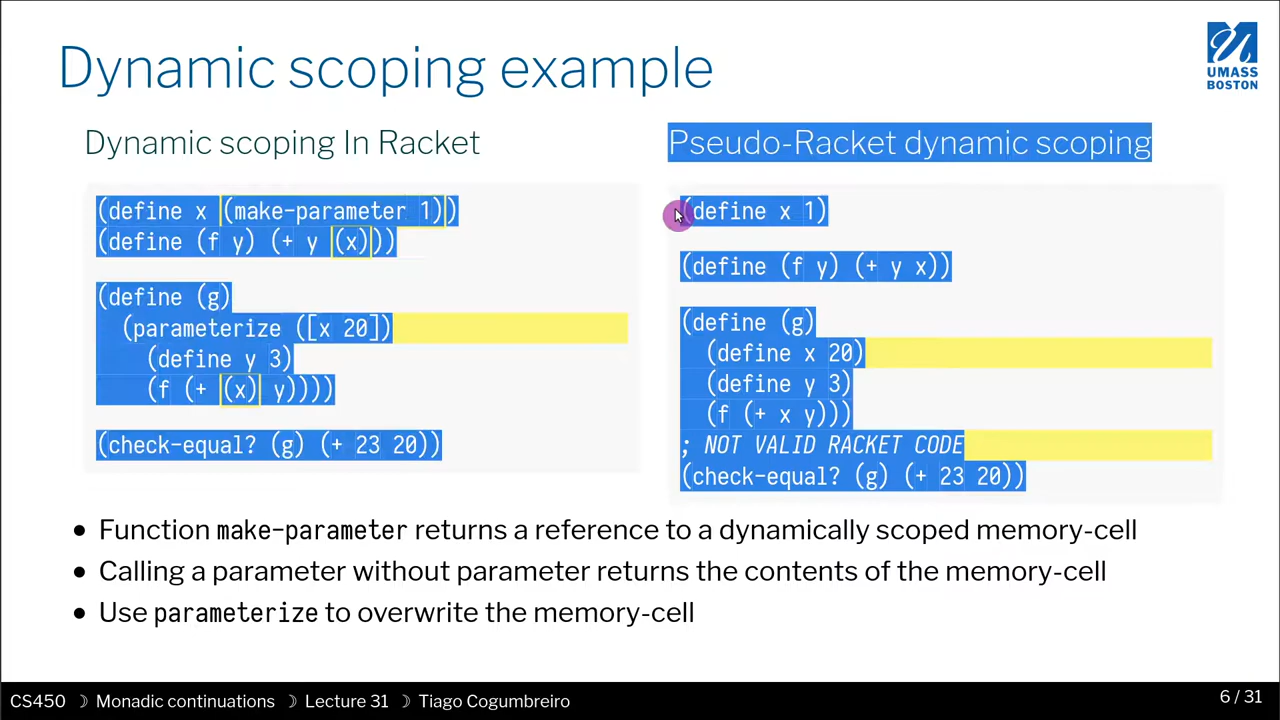 Dynamic scoping example
UMASS
BOSTON
Dynamic scoping In Racket
(define x (make-parameter 1))
(define (f y) (+ y (x)))
(define (g)
(parameterize ([x 20])
(define y 3)
(f (+ (x) y))))
(check-equal? (g) (+ 23 20))
Pseudo-Racket dynamic scoping
(define x 1)
(define (f y) (+ y x))
(define (g)
(define x 20)
(define y 3)
(f (+ x y)))
; NOT VALID RACKET CODE
(check-equal? (g) (+ 23 20))
• Function make-parameter returns a reference to a dynamically scoped memory-cell
• Calling a parameter without parameter returns the contents of the memory-cell
• Use parameterize to overwrite the memory-cell
CS450 ☽ Monadic continuations ☽ Lecture 31 ☽ Tiago Cogumbreiro
6 / 31